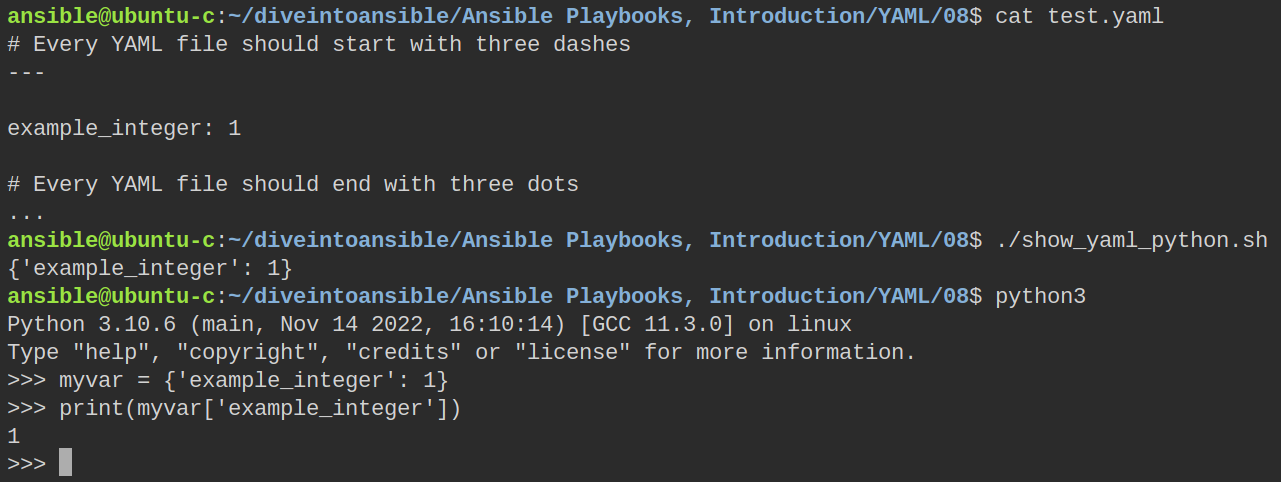 ansible@ubuntu-c:~/diveintoansible/Ansible Playbooks, Introduction/YAML/08$ cat test.yaml
# Every YAML file should start with three dashes
---
example_integer: 1
# Every YAML file should end with three dots
...
ansible@ubuntu-c:~/diveintoansible/Ansible Playbooks, Introduction/YAML/08$ ./show_yaml_python.sh
{'example_integer': 1}
ansible@ubuntu-c:~/diveintoansible/Ansible Playbooks, Introduction/YAML/08$ python3
Python 3.10.6 (main, Nov 14 2022, 16:10:14) [GCC 11.3.0] on linux
Type "help", "copyright", "credits" or "license" for more information.
>>> myvar = {'example_integer': 1}
>>> print(myvar['example_integer'])
1
>>>